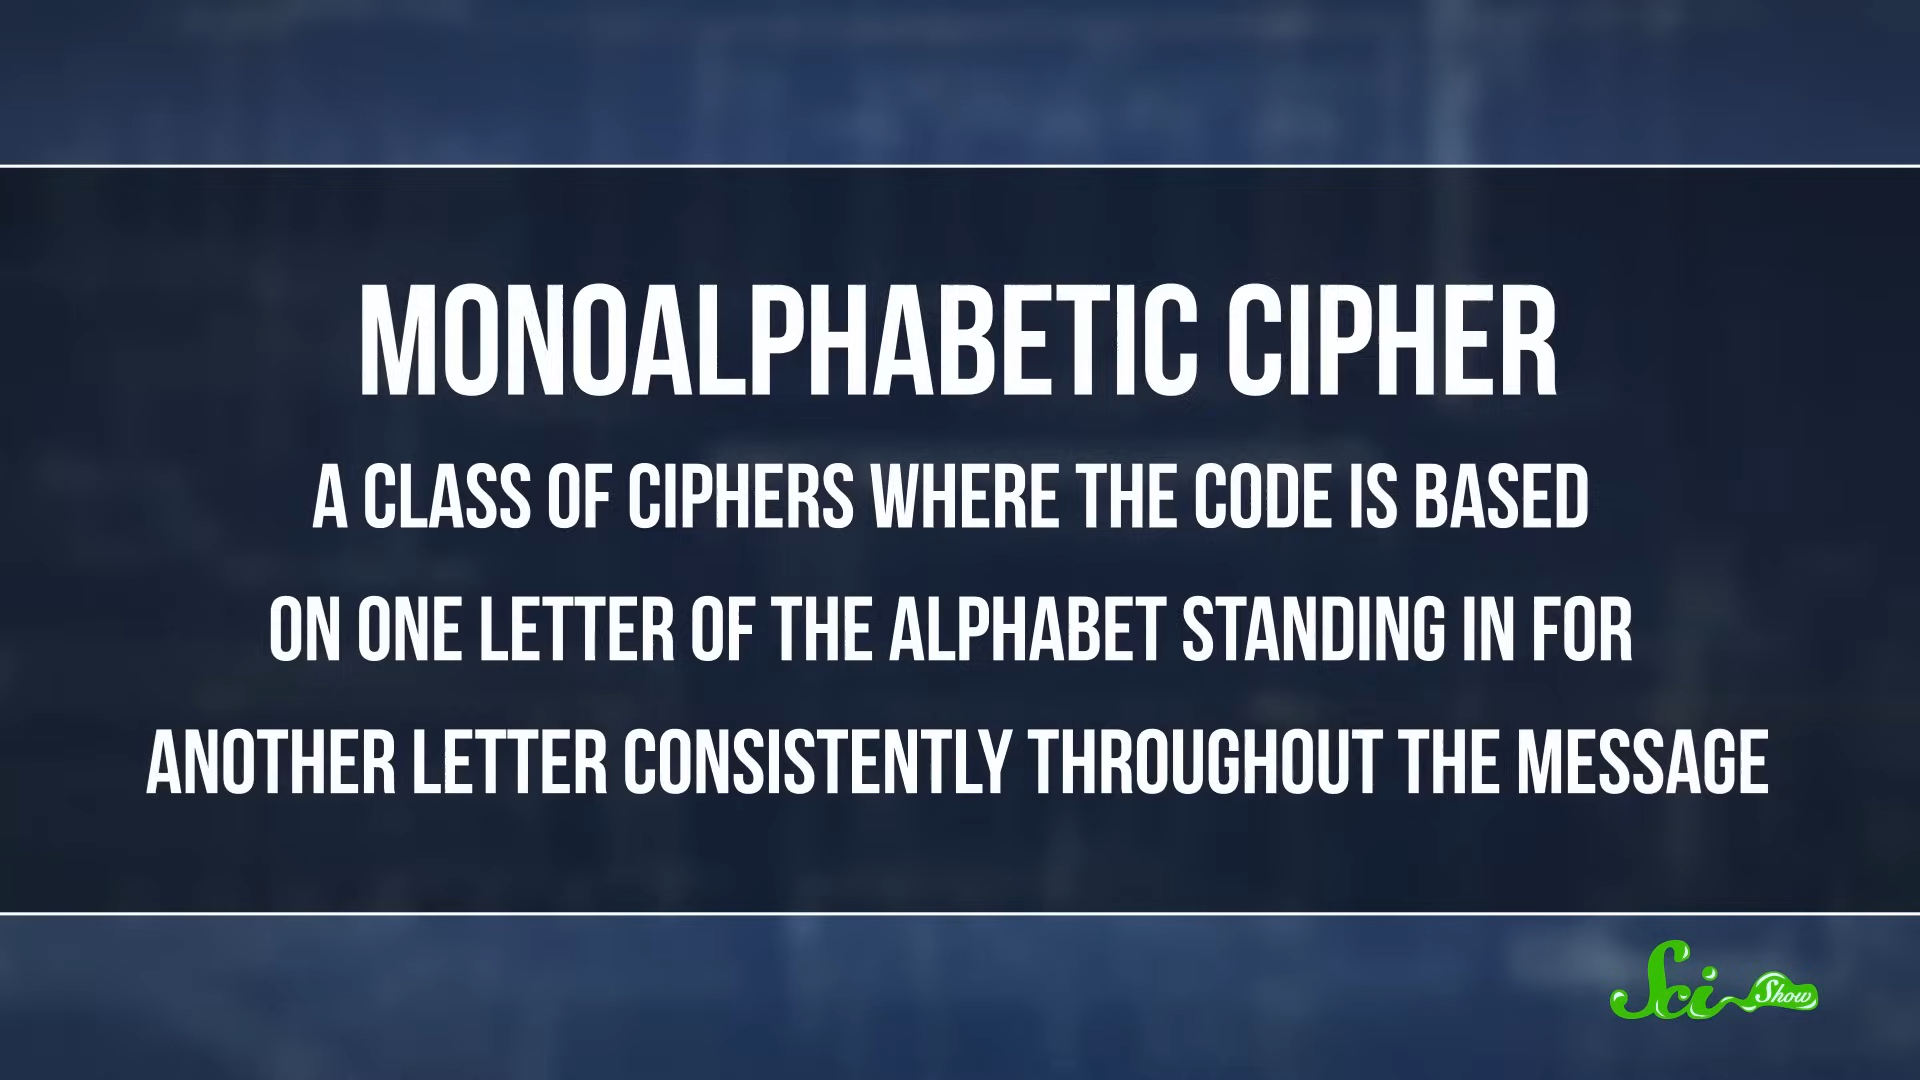 MONOALPHABETIC CIPHER
A CLASS OF CIPHERS WHERE THE CODE IS BASED
ON ONE LETTER OF THE ALPHABET STANDING IN FOR
ANOTHER LETTER CONSISTENTLY THROUGHOUT THE MESSAGE
Sci Show